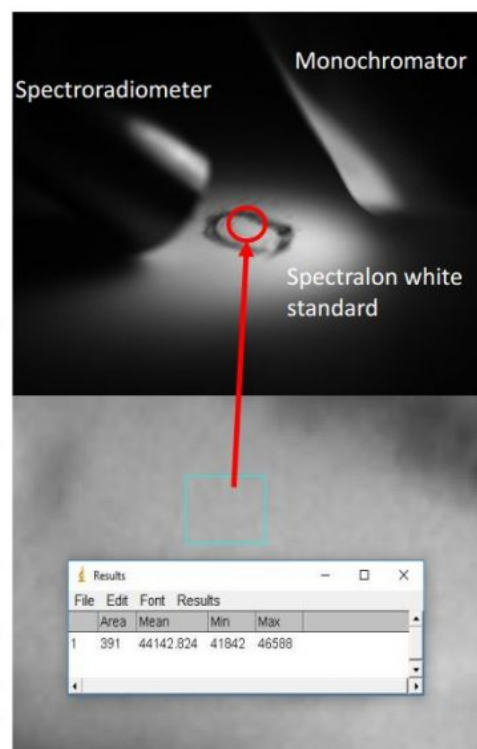 Monochromator
Spectroradiometer
Spectralon white
standard
Results
File Edit Font Results
Area Mean Min Max
1 391 44142.824 41842 46588